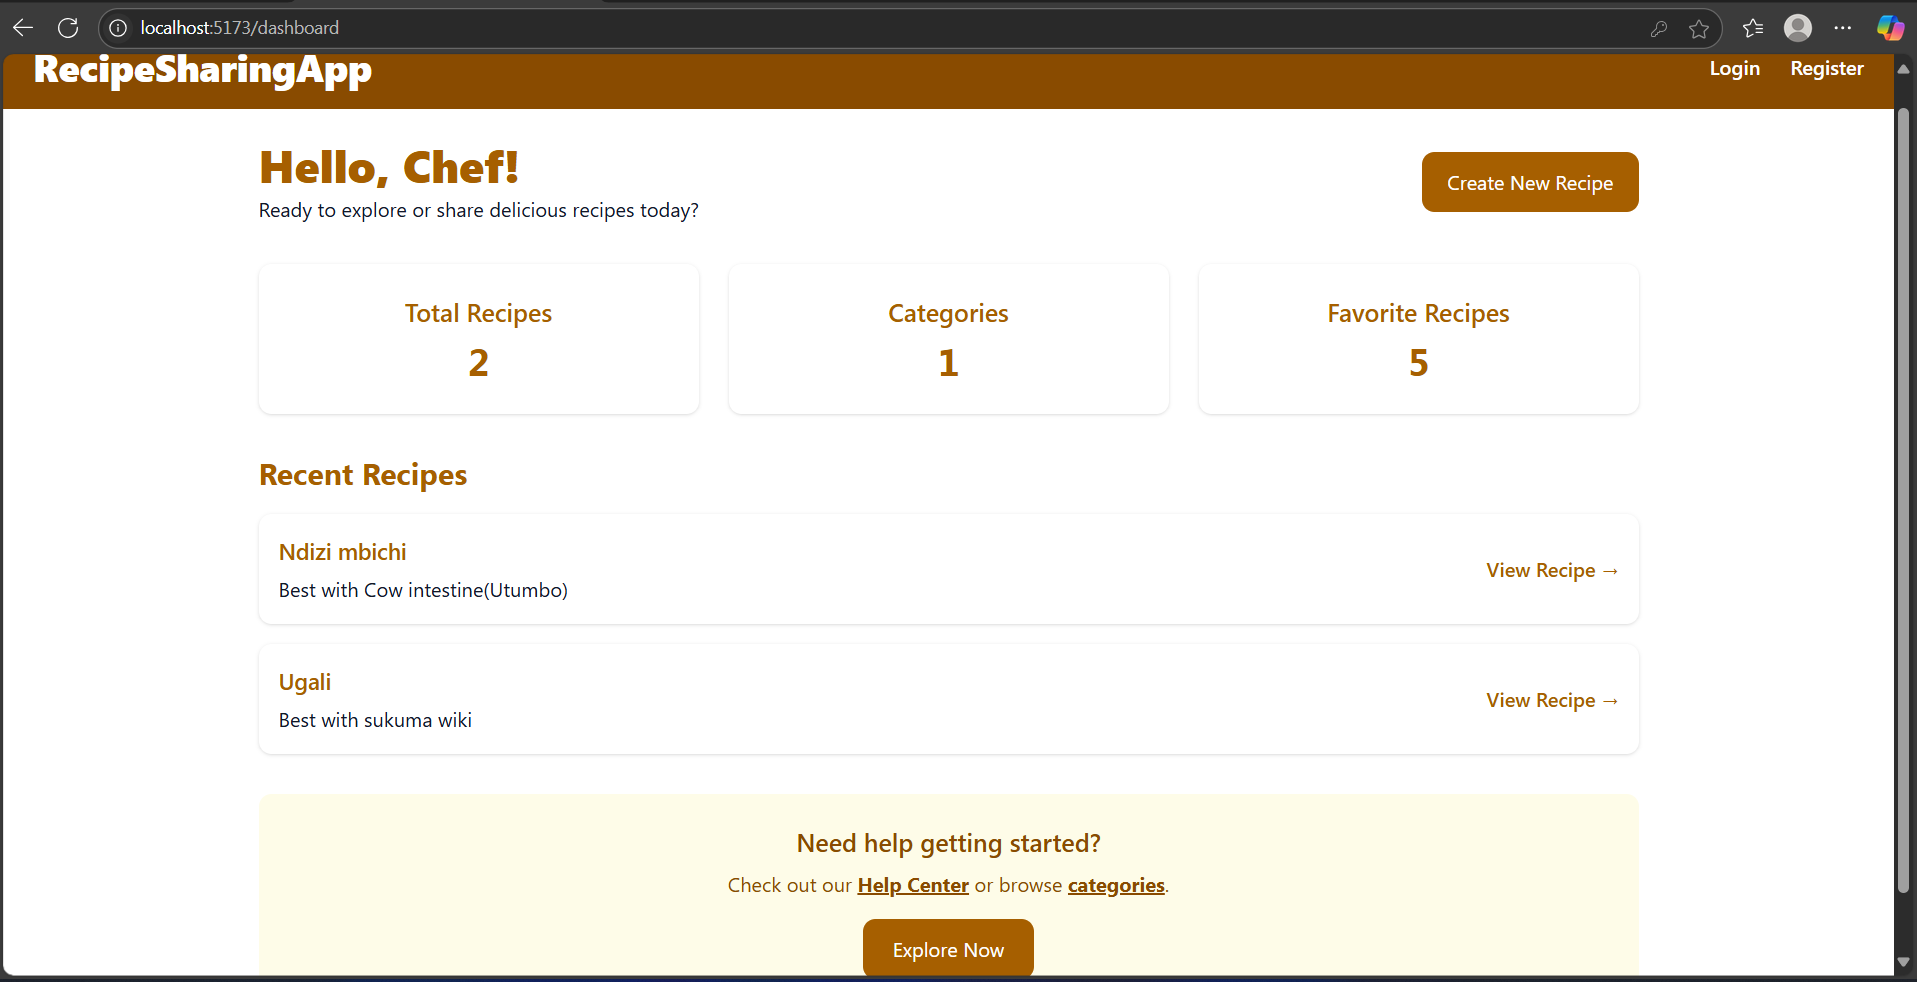 localhost:5173/dashboard
RecipeSharingApp
Login Register
Hello, Chef!
Ready to explore or share delicious recipes today?
Create New Recipe
Total Recipes
2
Categories
1
Favorite Recipes
5
Recent Recipes
Ndizi mbichi
Best with Cow intestine(Utumbo)
View Recipe →
Ugali
Best with sukuma wiki
View Recipe →
Need help getting started?
Check out our Help Center or browse categories.
Explore Now